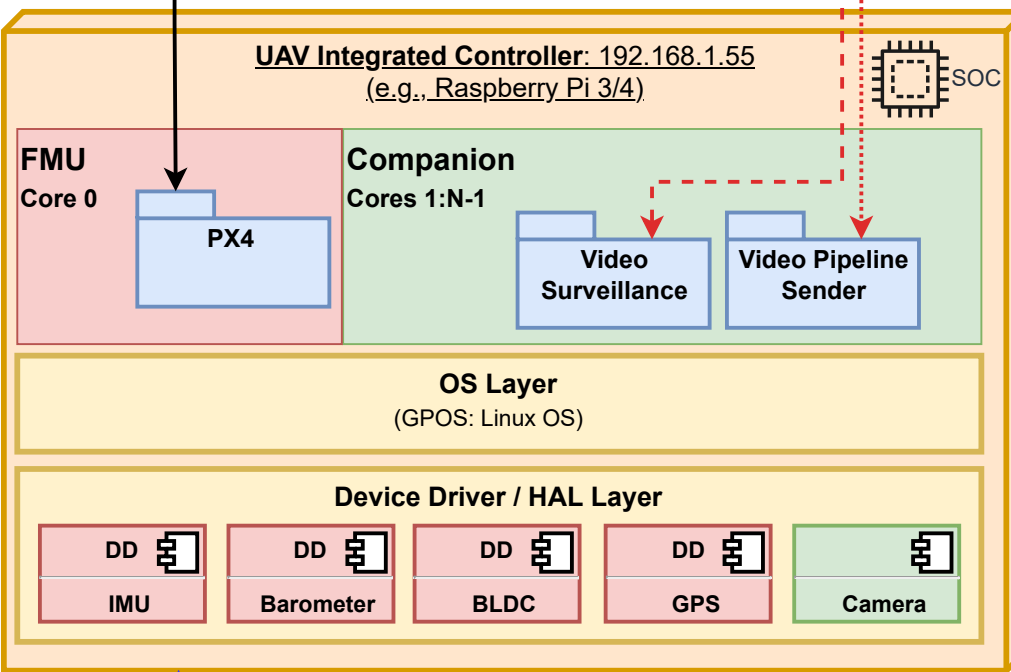 UAV Integrated Controller: 192.168.1.55
(e.g., Raspberry Pi 3/4)
SOC
FMU
Core 0
PX4
Companion
Cores 1:N-1
Video
Surveillance
Video Pipeline
Sender
OS Layer
(GPOS: Linux OS)
Device Driver / HAL Layer
DD
IMU
DD
Barometer
DD
BLDC
DD
GPS
Camera